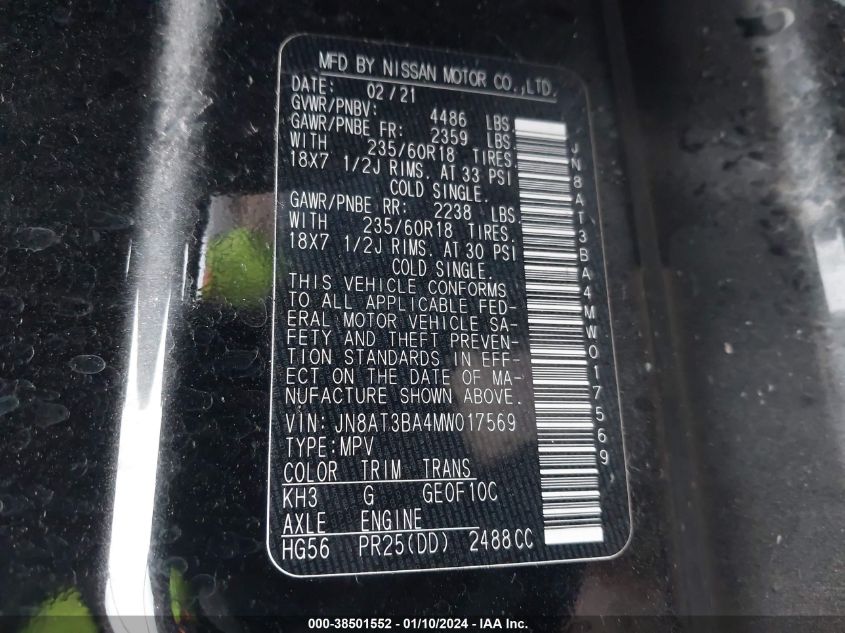 MFD BY NISSAN MOTOR CO.,LTD.
DATE: 02/21
GVWR/PNBV: 4486 LBS
GAWR/PNBE FR: 2359 LBS.
WITH 235/60R18 TIRES.
18X7 1/2J RIMS. AT 33 PSI
COLD SINGLE.
GAWR/PNBE RR: 2238 LBS.
WITH 235/60R18 TIRES.
18X7 1/2J RIMS. AT 30 PSI
COLD SINGLE.
THIS VEHICLE CONFORMS
TO ALL APPLICABLE FED-
ERAL MOTOR VEHICLE SA-
FETY AND THEFT PREVEN-
TION STANDARDS IN EFF-
ECT ON THE DATE OF MA-
NUFACTURE SHOWN ABOVE.
VIN: JN8AT3BA4MW017569
TYPE:MPV
COLOR TRIM TRANS
KH3 G GE0F10C
AXLE ENGINE
HG56 PR25(DD) 2488CC
JN8AT3BA4MW017569
000-38501552 - 01/10/2024 - IAA Inc.